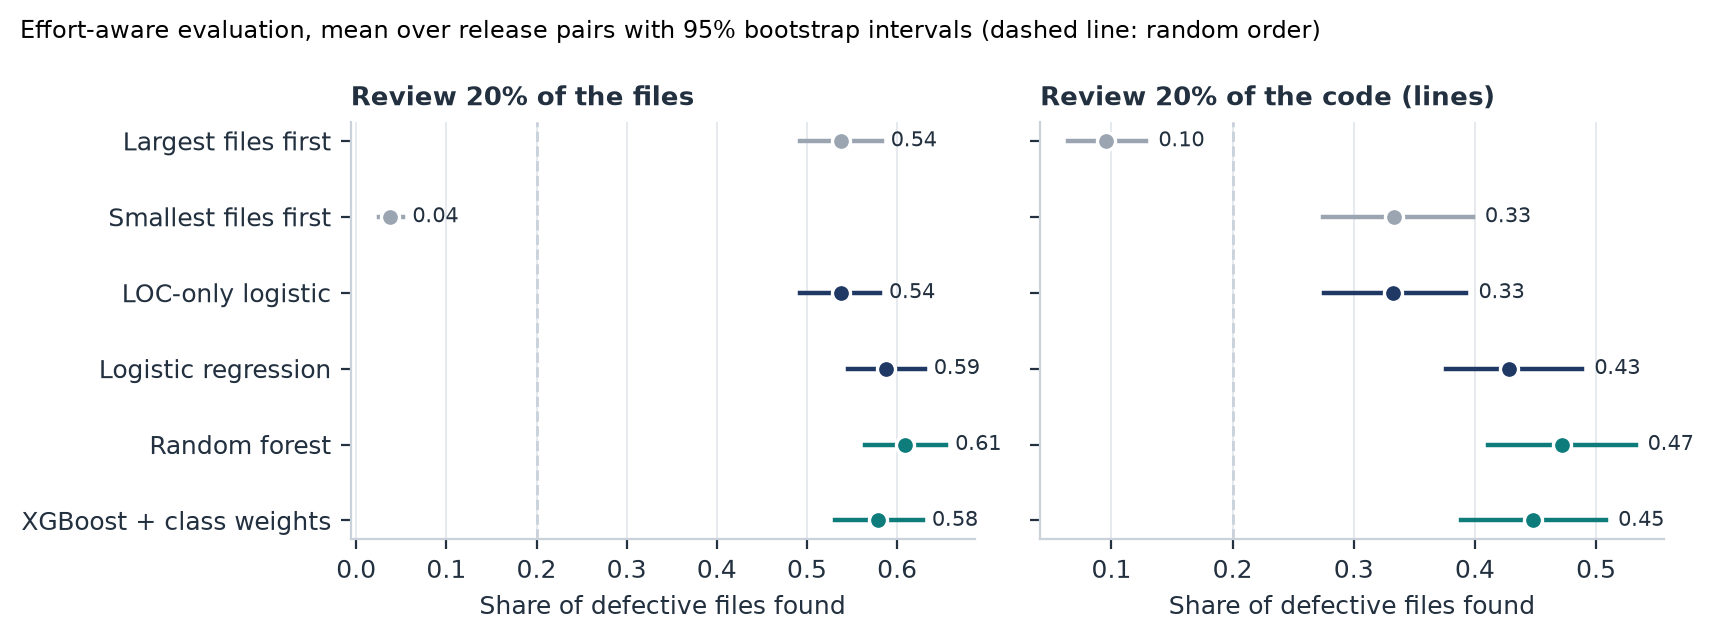 Effort-aware evaluation, mean over release pairs with 95% bootstrap intervals (dashed line: random order)
Review 20% of the files
Review 20% of the code (lines)
Largest files first
0.54
0.10
Smallest files first
0.04
0.33
LOC-only logistic
0.54
0.33
Logistic regression
0.59
0.43
Random forest
0.61
0.47
XGBoost + class weights
0.58
0.45
0.0 0.1 0.2 0.3 0.4 0.5 0.6
0.1 0.2 0.3 0.4 0.5
Share of defective files found
Share of defective files found